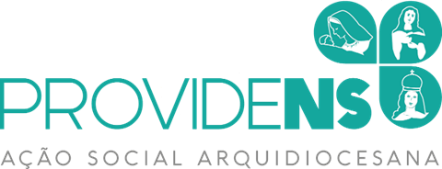 PROVIDENS
AÇÃO SOCIAL ARQUIDIOCESANA